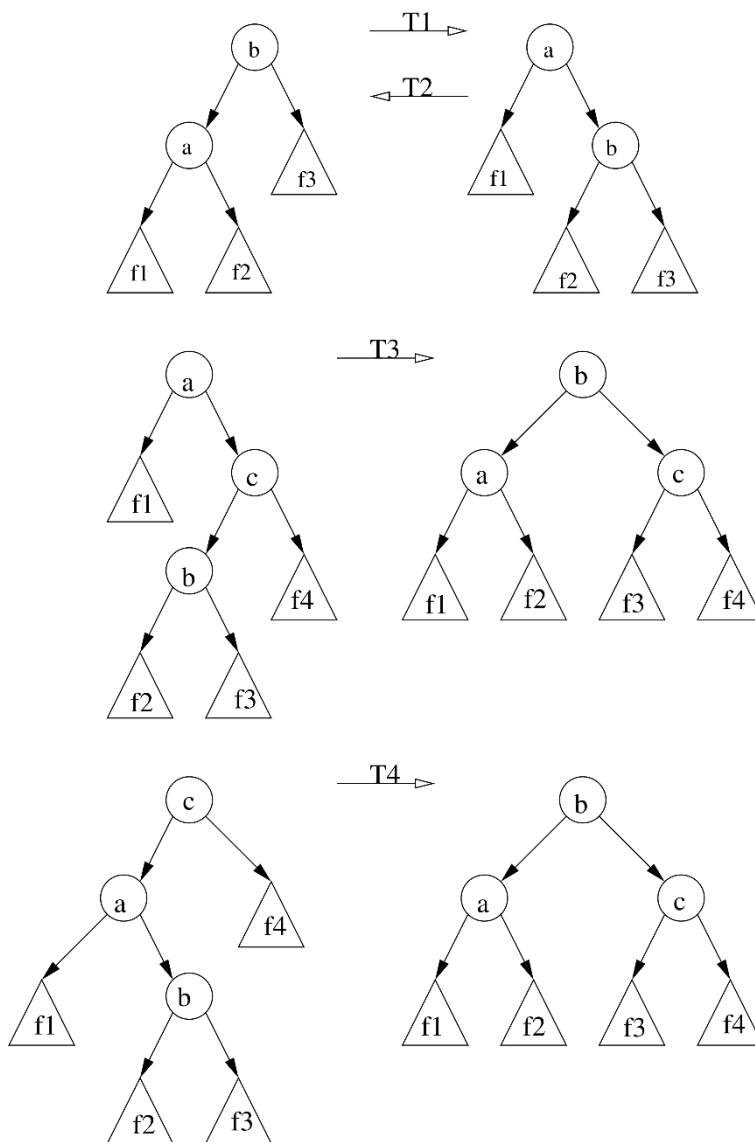 b T1 a
T2
a f3 f1 b
f1 f2 f2 f3
T3
a b
f1 c a c
b f4 f1 f2 f3 f4
f2 f3
T4
c b
a f4 a c
f1 b f1 f2 f3 f4
f2 f3